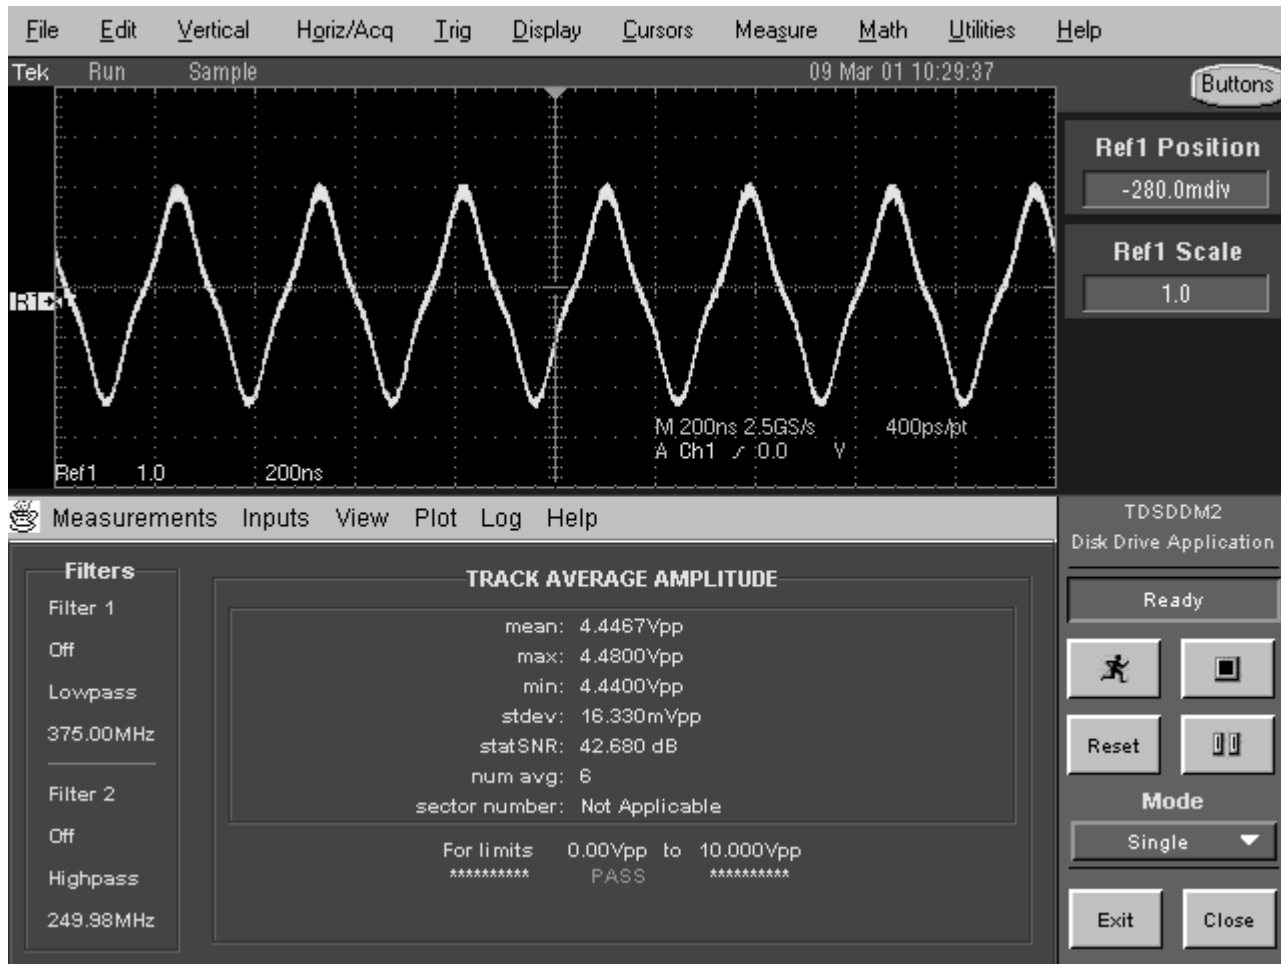 File Edit Vertical Horiz/Acq Trig Display Cursors Measure Math Utilities Help
Tek Run Sample 09 Mar 01 10:29:37
Buttons
Ref1 Position
-280.0mdiv
Ref1 Scale
1.0
R1
M 200ns 2.5GS/s 400ps/pt
A Ch1 0.0 V
Ref1 1.0 200ns
Measurements Inputs View Plot Log Help
TDSDDM2
Disk Drive Application
Ready
Reset
Mode
Single
Exit Close
Filters
Filter 1
Off
Lowpass
375.00MHz
Filter 2
Off
Highpass
249.98MHz
TRACK AVERAGE AMPLITUDE
mean: 4.4467Vpp
max: 4.4800Vpp
min: 4.4400Vpp
stdev: 16.330mVpp
statSNR: 42.680 dB
num avg: 6
sector number: Not Applicable
For limits 0.00Vpp to 10.000Vpp
********** PASS **********